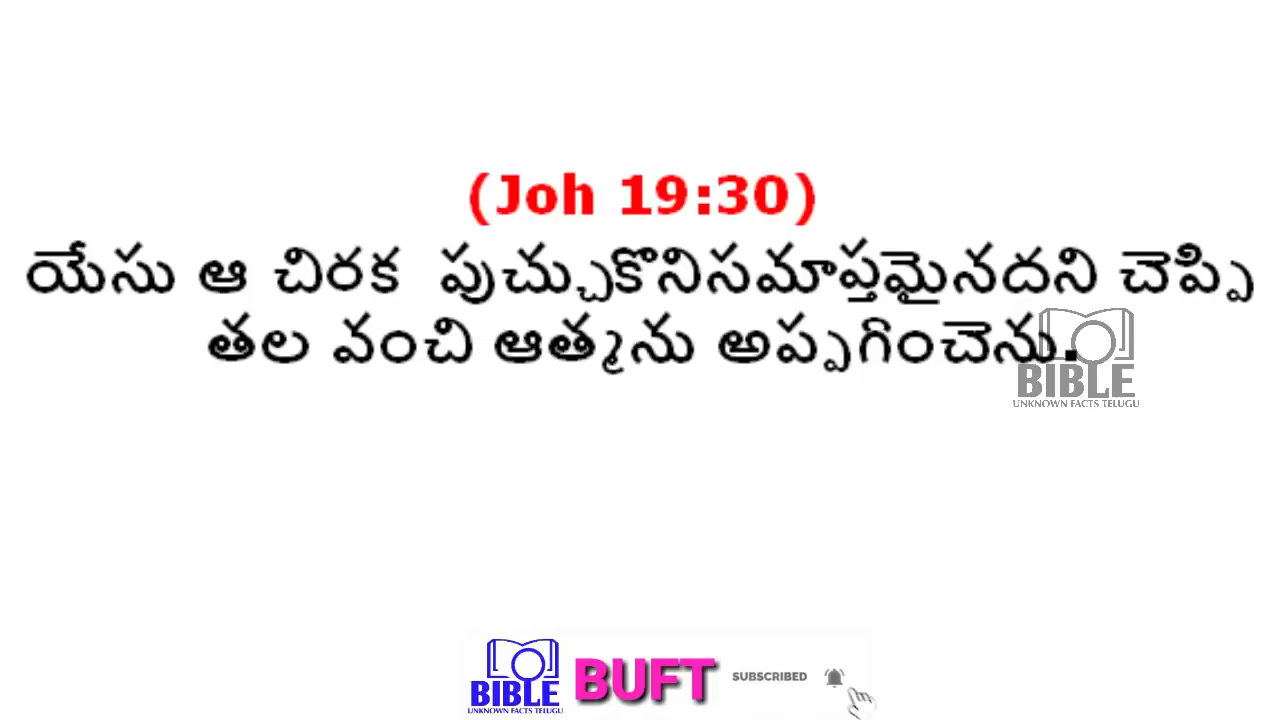 (Joh 19:30)
యేసు ఆ చిరక పుచ్చుకొనిసమాప్తమైనదని చెప్పి
తల వంచి ఆత్మను అప్పగించెను.
BIBLE
UNKNOWN FACTS TELUGU
BIBLE
UNKNOWN FACTS TELUGU
BUFT
SUBSCRIBED